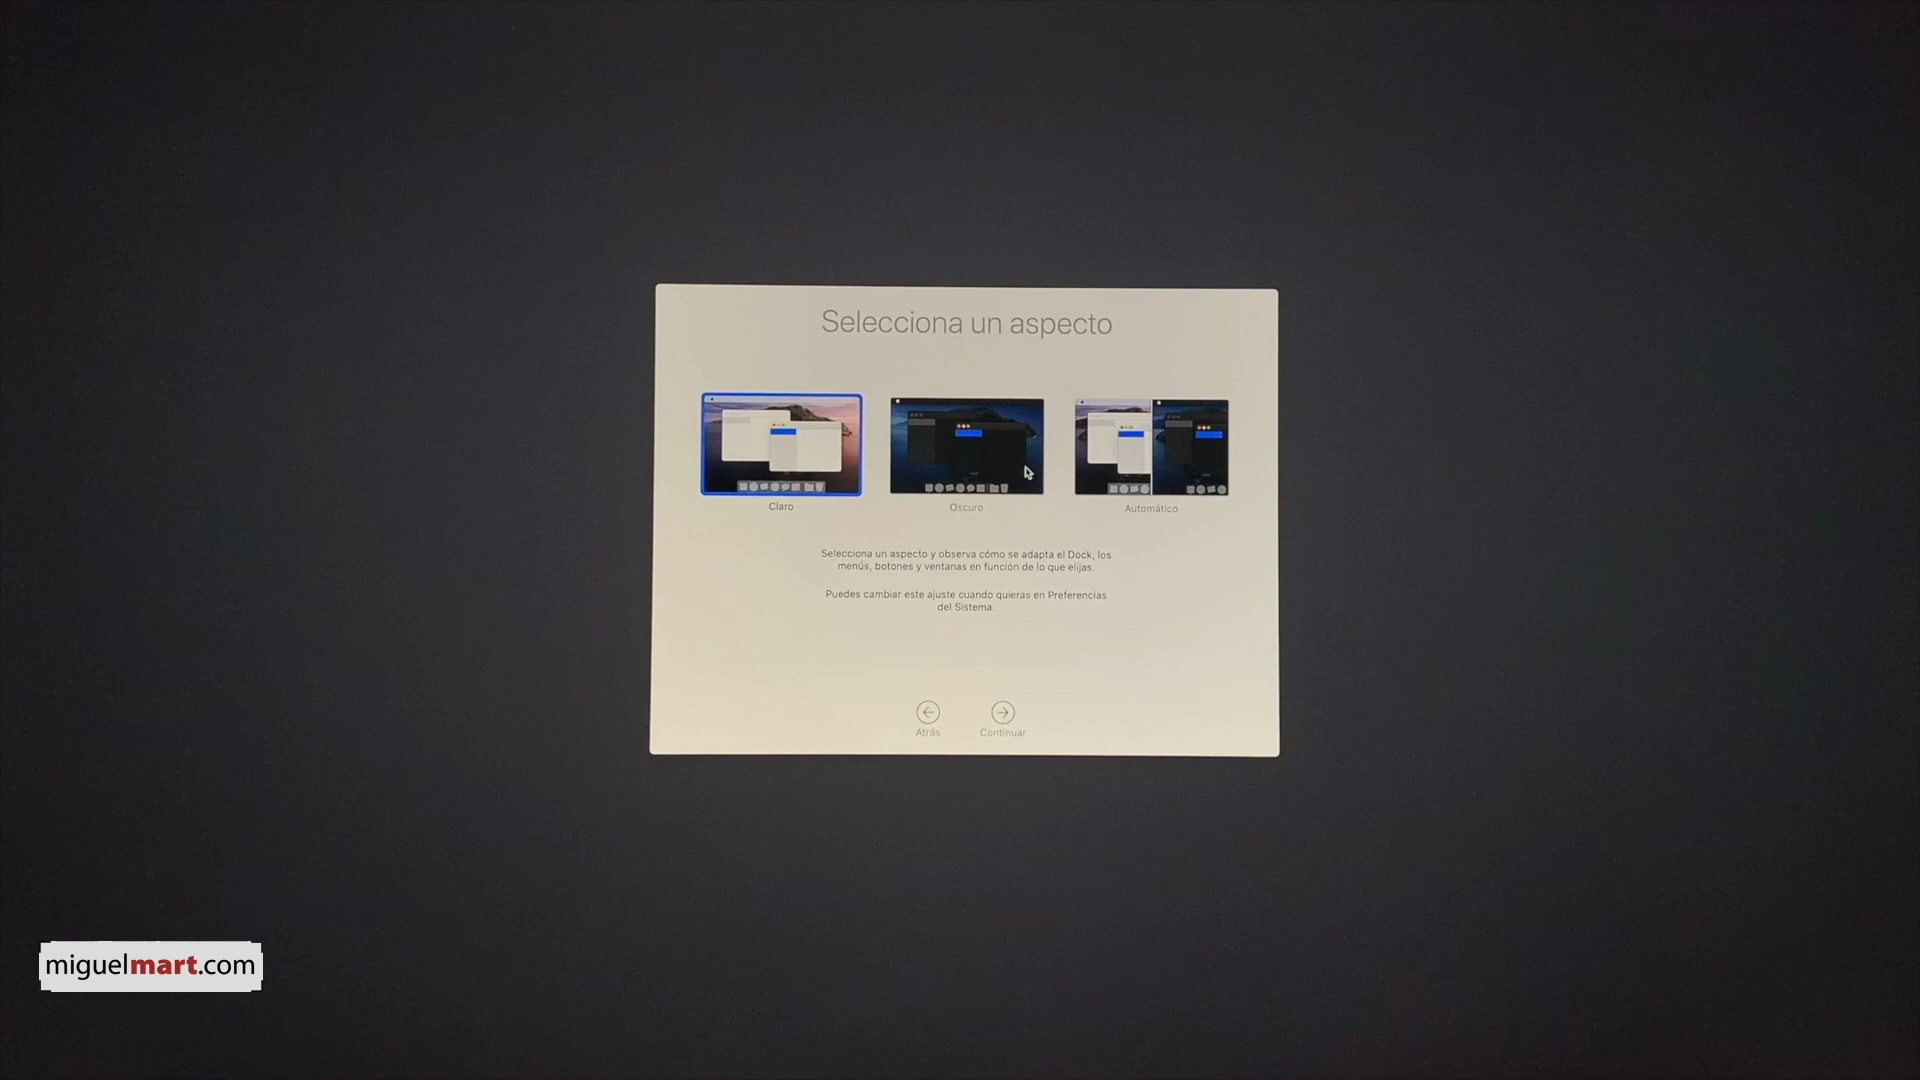 Selecciona un aspecto
Claro
Oscuro
Automático
Selecciona un aspecto y observa cómo se adapta el Dock, los
menús, botones y ventanas en función de lo que elijas.
Puedes cambiar este ajuste cuando quieras en Preferencias
del Sistema.
Atrás
Continuar
miguelmart.com